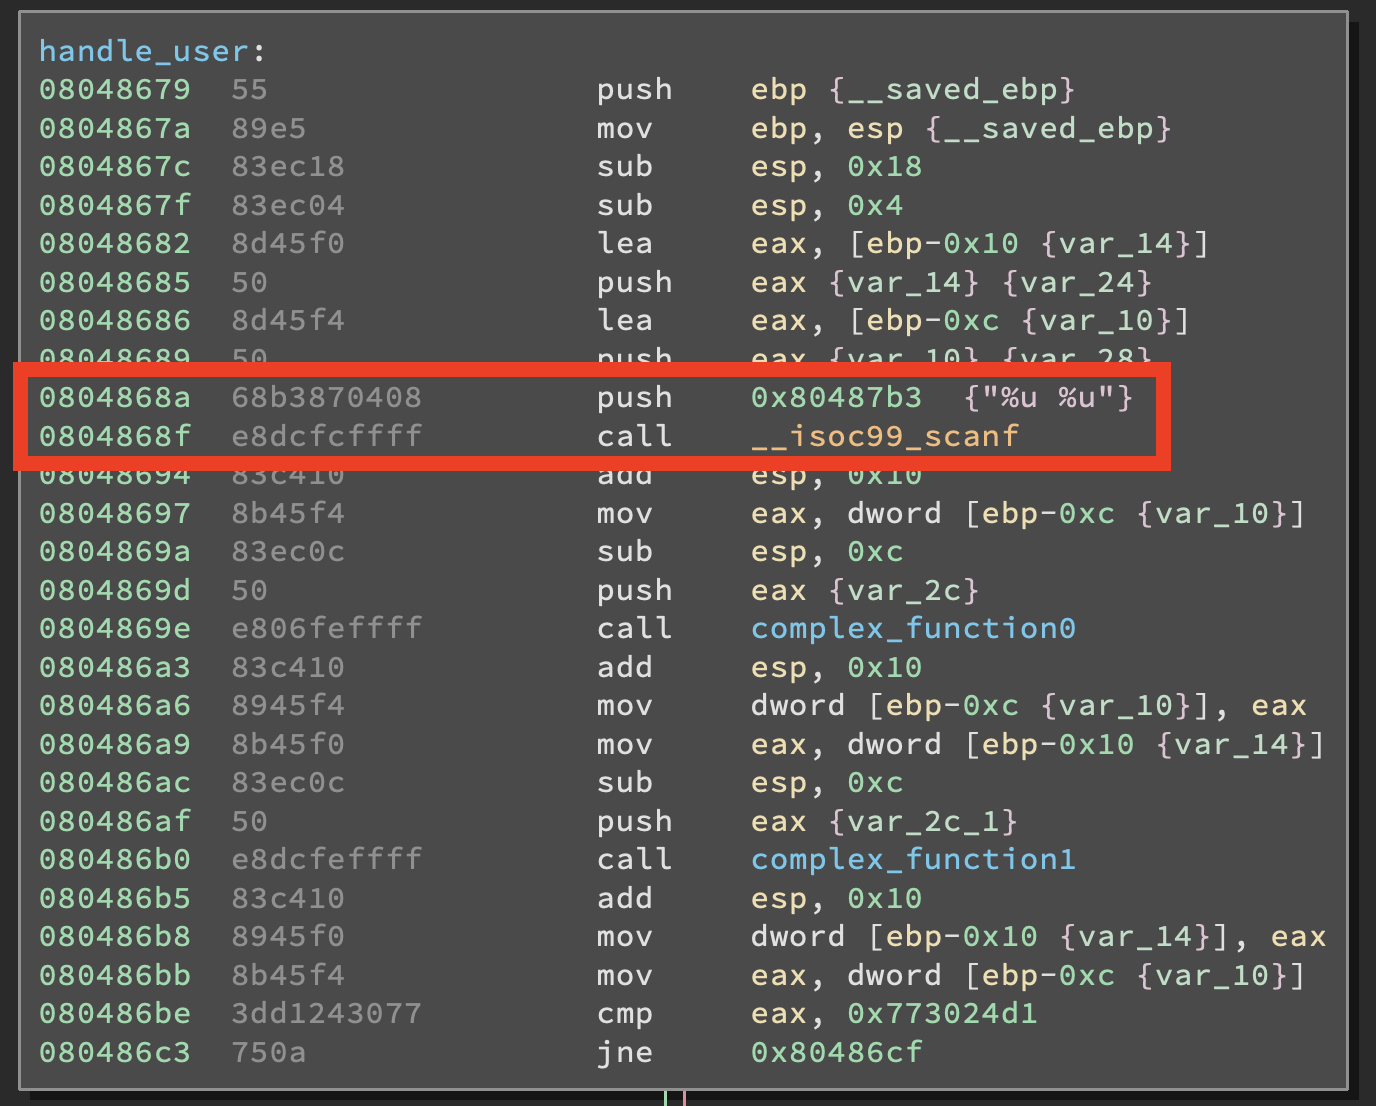 handle_user:
08048679 55 push ebp {__saved_ebp}
0804867a 89e5 mov ebp, esp {__saved_ebp}
0804867c 83ec18 sub esp, 0x18
0804867f 83ec04 sub esp, 0x4
08048682 8d45f0 lea eax, [ebp-0x10 {var_14}]
08048685 50 push eax {var_14} {var_24}
08048686 8d45f4 lea eax, [ebp-0xc {var_10}]
08048689 50 push eax {var_10} {var_28}
0804868a 68b3870408 push 0x80487b3 {"%u %u"}
0804868f e8dcfcffff call __isoc99_scanf
08048694 83c410 add esp, 0x10
08048697 8b45f4 mov eax, dword [ebp-0xc {var_10}]
0804869a 83ec0c sub esp, 0xc
0804869d 50 push eax {var_2c}
0804869e e806feffff call complex_function0
080486a3 83c410 add esp, 0x10
080486a6 8945f4 mov dword [ebp-0xc {var_10}], eax
080486a9 8b45f0 mov eax, dword [ebp-0x10 {var_14}]
080486ac 83ec0c sub esp, 0xc
080486af 50 push eax {var_2c_1}
080486b0 e8dcfeffff call complex_function1
080486b5 83c410 add esp, 0x10
080486b8 8945f0 mov dword [ebp-0x10 {var_14}], eax
080486bb 8b45f4 mov eax, dword [ebp-0xc {var_10}]
080486be 3dd1243077 cmp eax, 0x773024d1
080486c3 750a jne 0x80486cf